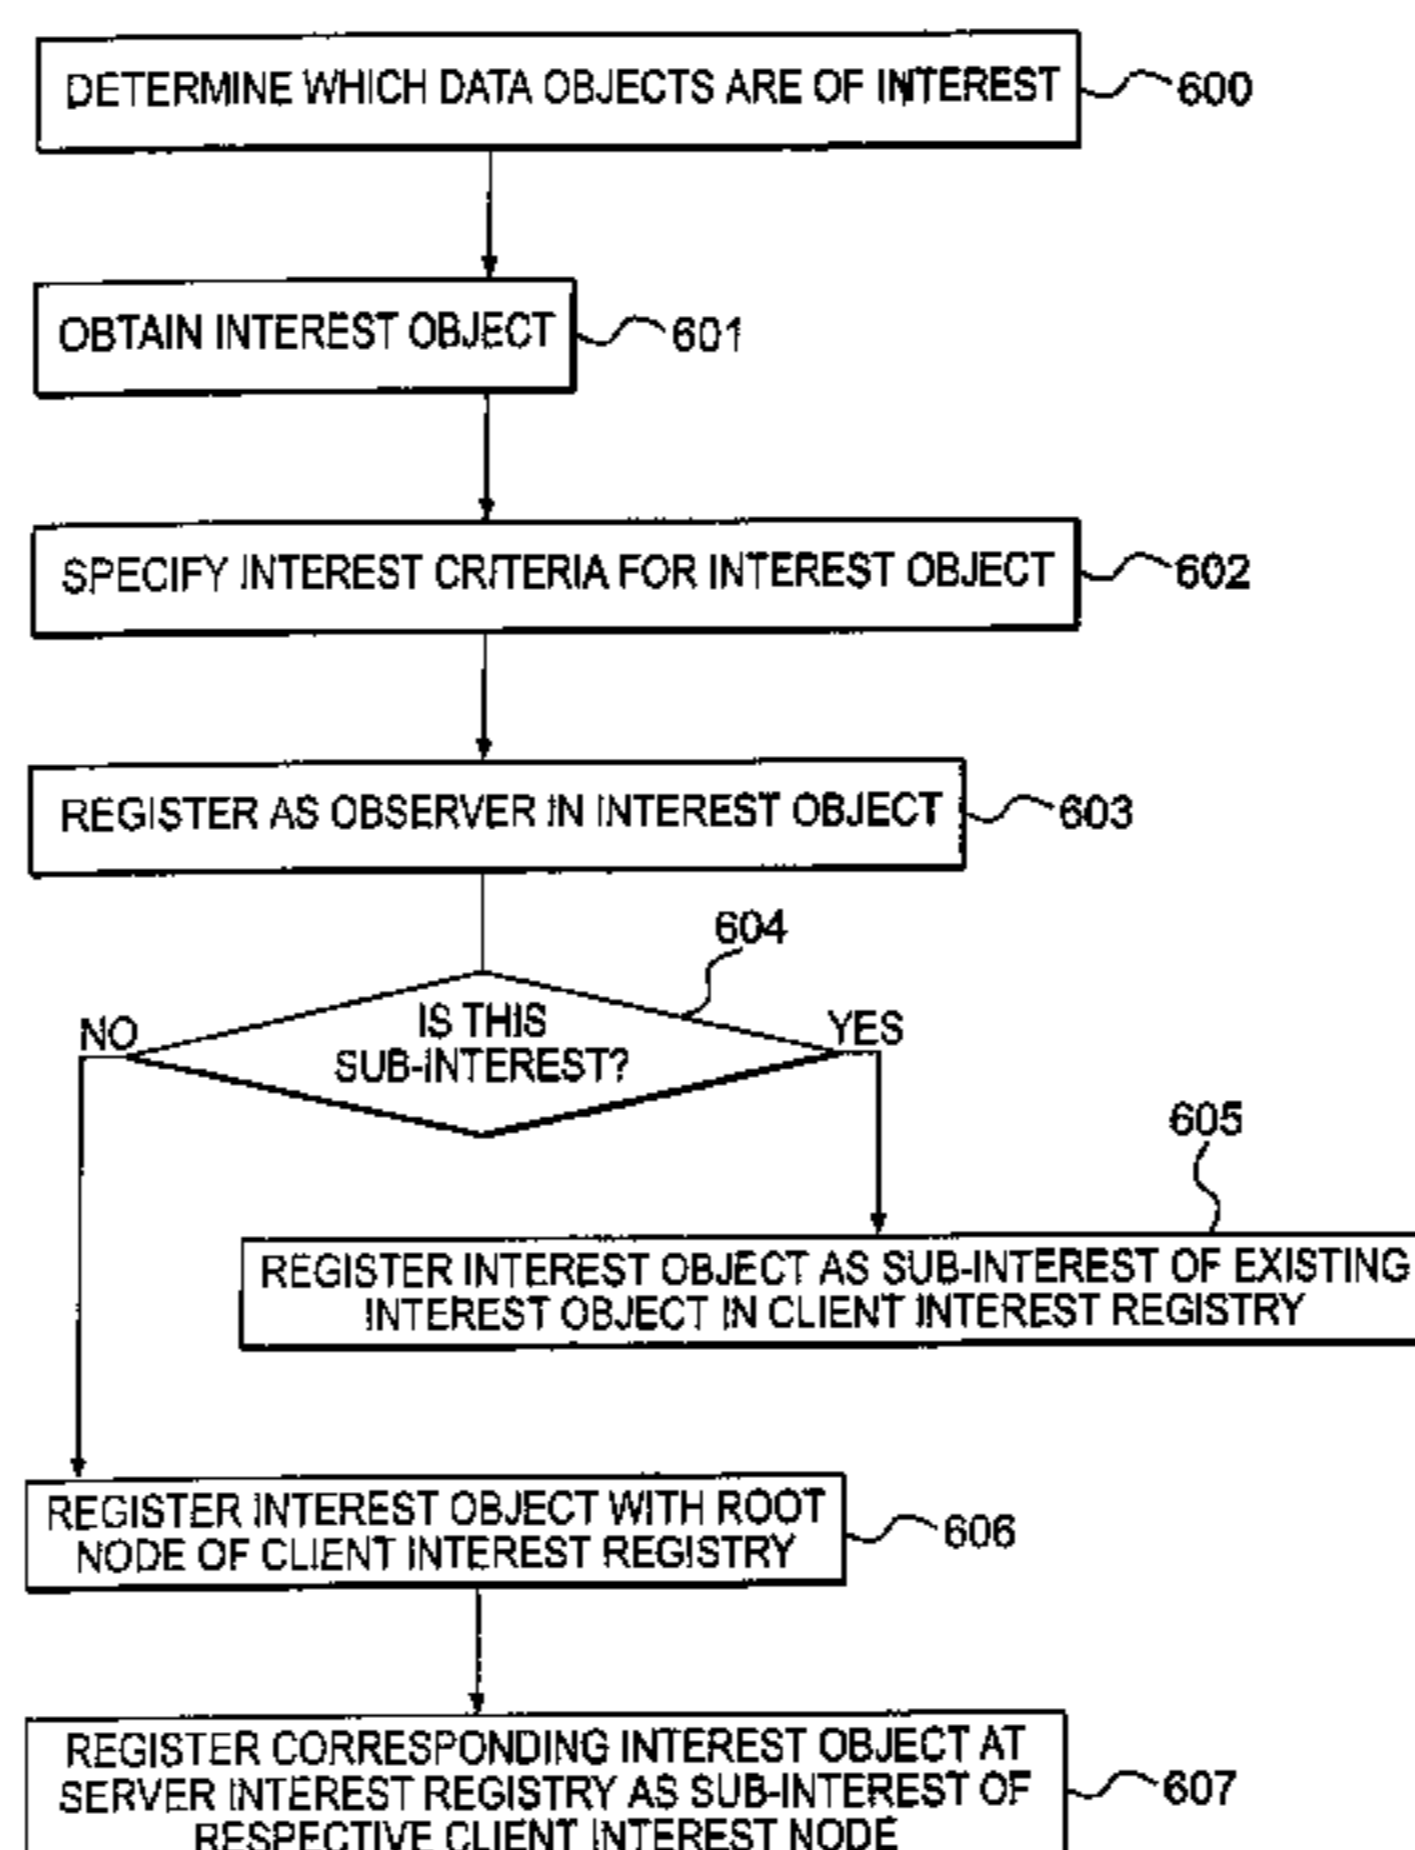 DETERMINE WHICH DATA OBJECTS ARE OF INTEREST
600
OBTAIN INTEREST OBJECT
601
SPECIFY INTEREST CRITERIA FOR INTEREST OBJECT
602
REGISTER AS OBSERVER IN INTEREST OBJECT
603
604
IS THIS
SUB-INTEREST?
NO
YES
605
REGISTER INTEREST OBJECT AS SUB-INTEREST OF EXISTING
INTEREST OBJECT IN CLIENT INTEREST REGISTRY
REGISTER INTEREST OBJECT WITH ROOT
NODE OF CLIENT INTEREST REGISTRY
606
REGISTER CORRESPONDING INTEREST OBJECT AT
SERVER INTEREST REGISTRY AS SUB-INTEREST OF
RESPECTIVE CLIENT INTEREST NODE
607